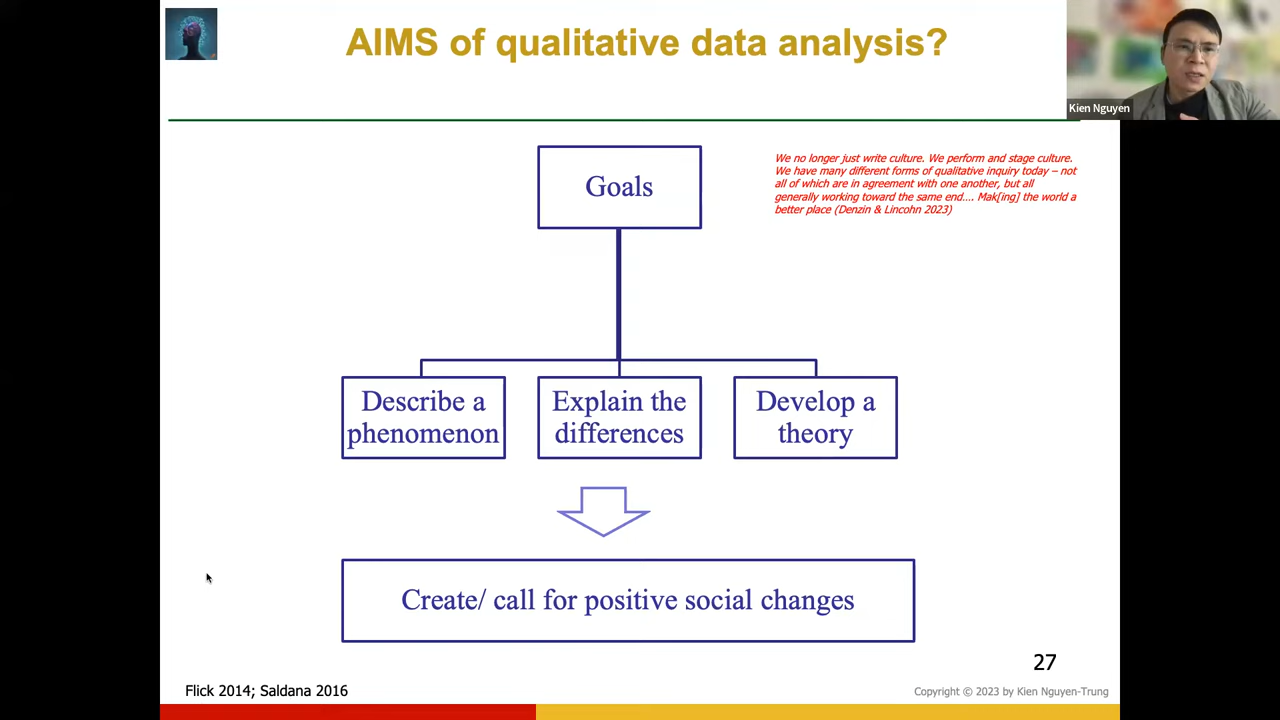 AIMS of qualitative data analysis?
Kien Nguyen
Goals
We no longer just write culture. We perform and stage culture.
We have many different forms of qualitative inquiry today – not
all of which are in agreement with one another, but all
generally working toward the same end…. Mak[ing] the world a
better place (Denzin & Lincohn 2023)
Describe a
phenomenon
Explain the
differences
Develop a
theory
Create/ call for positive social changes
27
Flick 2014; Saldana 2016
Copyright © 2023 by Kien Nguyen-Trung